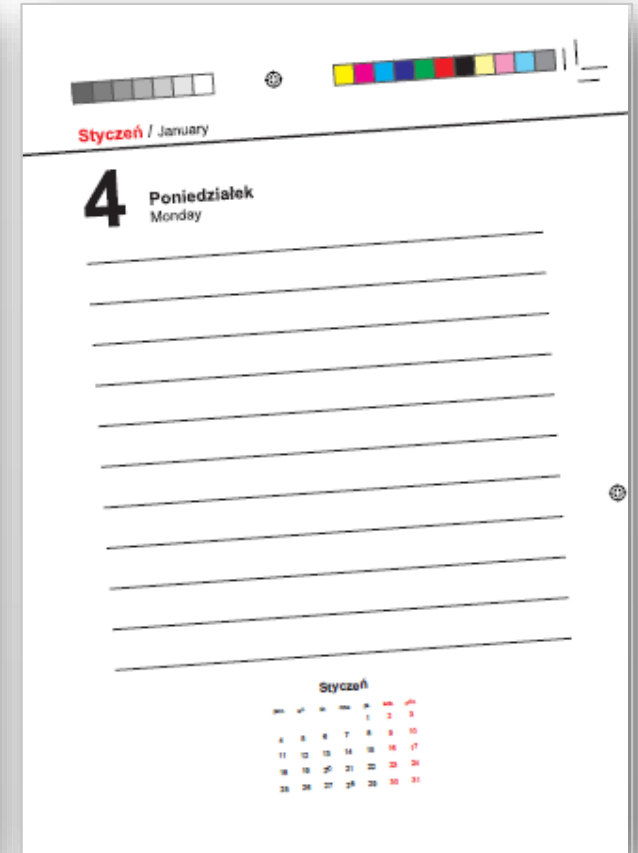 Styczeń / January
4
Poniedziałek
Monday
Styczeń
1 2 3
4 5 6 7 8 9 10
11 12 13 14 15 16 17
18 19 20 21 22 23 24
25 26 27 28 29 30 31